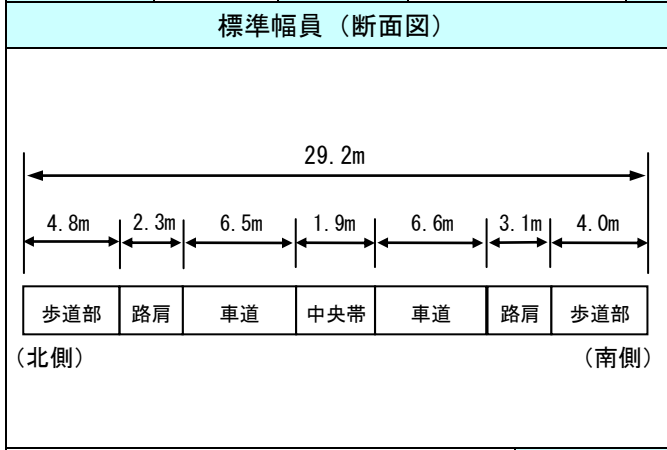 標準幅員（断面図）
29.2m
4.8m 2.3m 6.5m 1.9m 6.6m 3.1m 4.0m
歩道部 路肩 車道 中央帯 車道 路肩 歩道部
（北側） （南側）